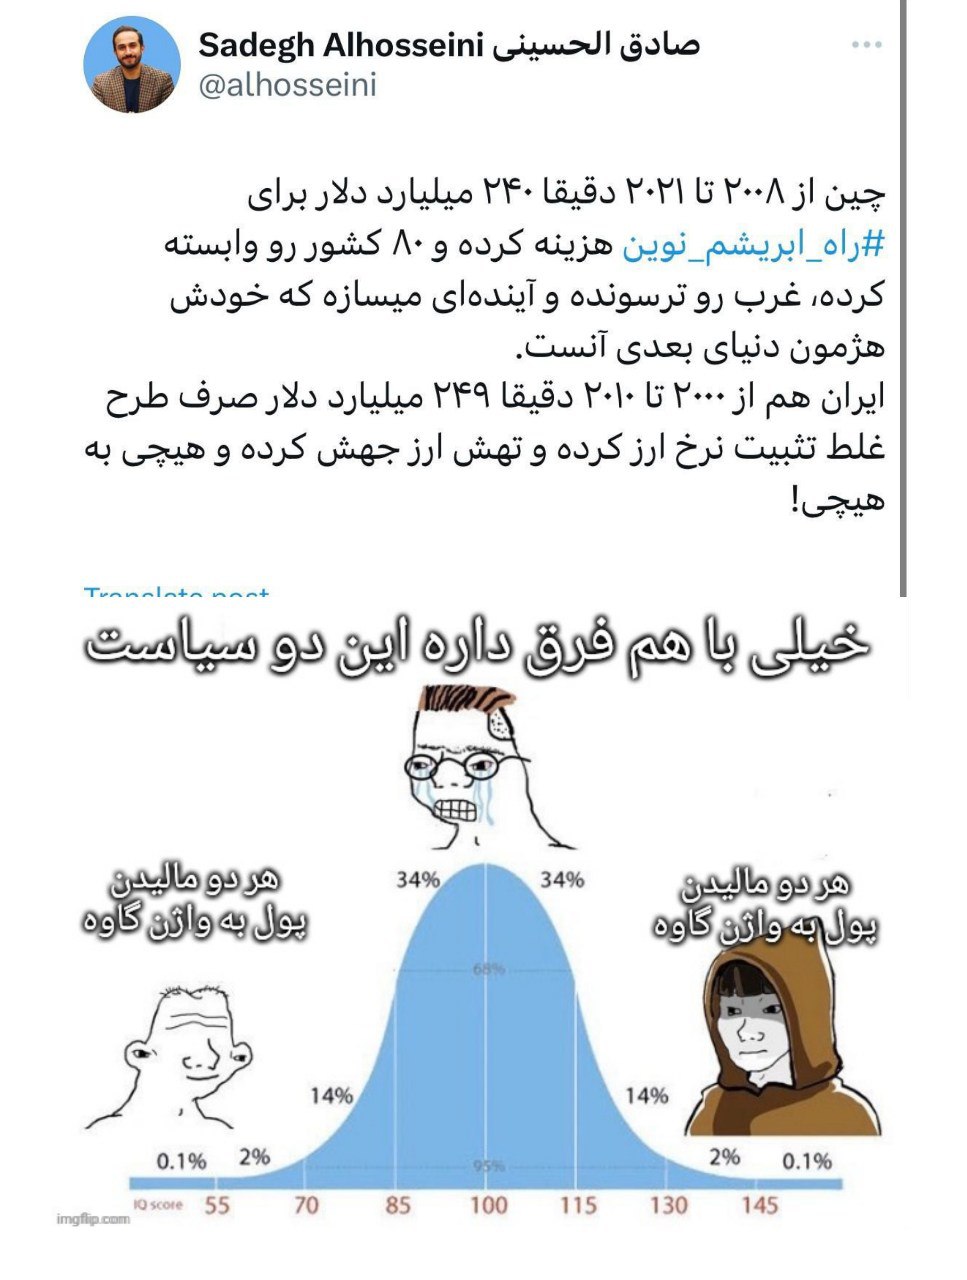 Sadegh Alhosseini صادق الحسینی
@alhosseini
چین از ۲۰۰۸ تا ۲۰۲۱ دقیقا ۲۴۰ میلیارد دلار برای
#راه_ابریشم_نوین هزینه کرده و ۸۰ کشور رو وابسته
کرده، غرب رو ترسونده و آینده‌ای میسازه که خودش
هژمون دنیای بعدی آنست.
ایران هم از ۲۰۰۰ تا ۲۰۱۰ دقیقا ۲۴۹ میلیارد دلار صرف طرح
غلط تثبیت نرخ ارز کرده و تهش ارز جهش کرده و هیچی به
هیچی!
Translate post
خیلی با هم فرق داره این دو سیاست
هر دو مالیدن
پول به واژن گاوه
34%
34%
هر دو مالیدن
پول به واژن گاوه
68%
14%
14%
0.1%
2%
95%
2%
0.1%
IQ score 55 70 85 100 115 130 145
imgflip.com